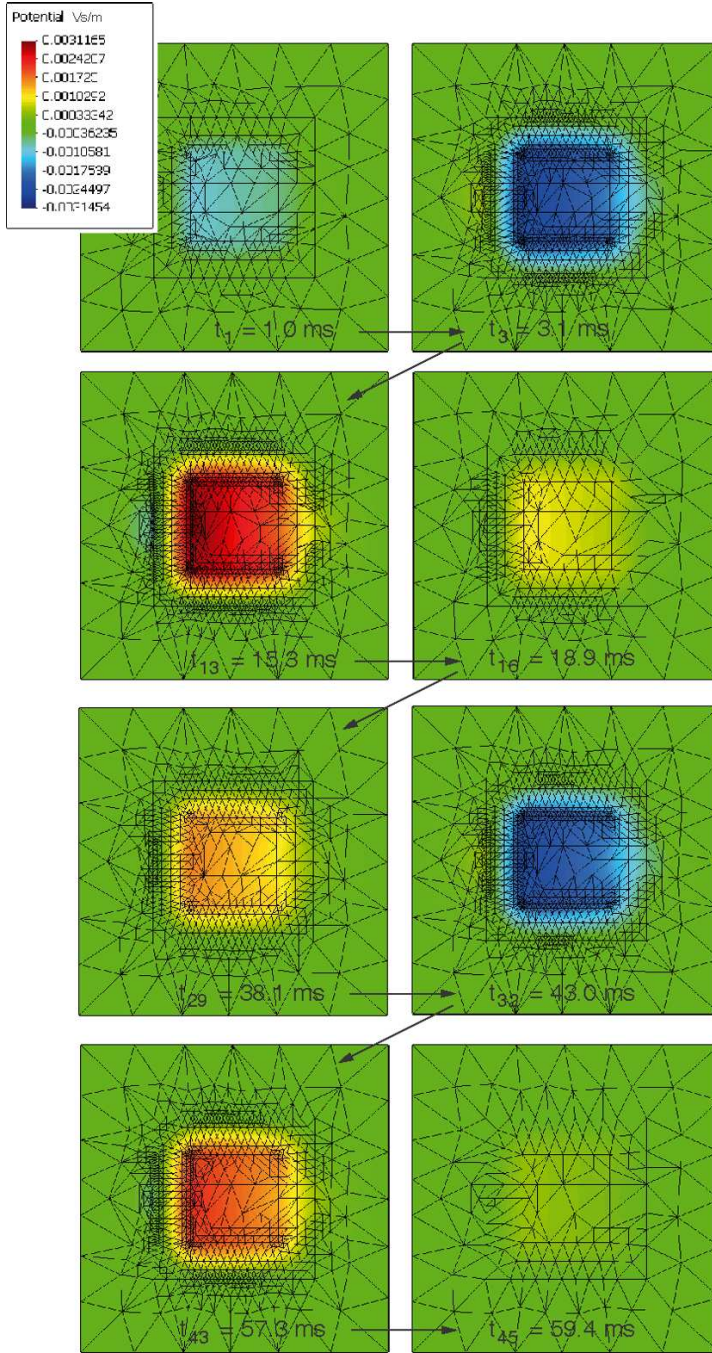 Potential Vs/m
0.0031165
0.0024207
0.001725
0.0010292
0.00033342
-0.00036235
-0.0010581
-0.0017539
-0.0024497
-0.0031454
t1 = 1.0 ms
t3 = 3.1 ms
t13 = 15.3 ms
t16 = 18.9 ms
t29 = 38.1 ms
t32 = 43.0 ms
t43 = 57.3 ms
t45 = 59.4 ms